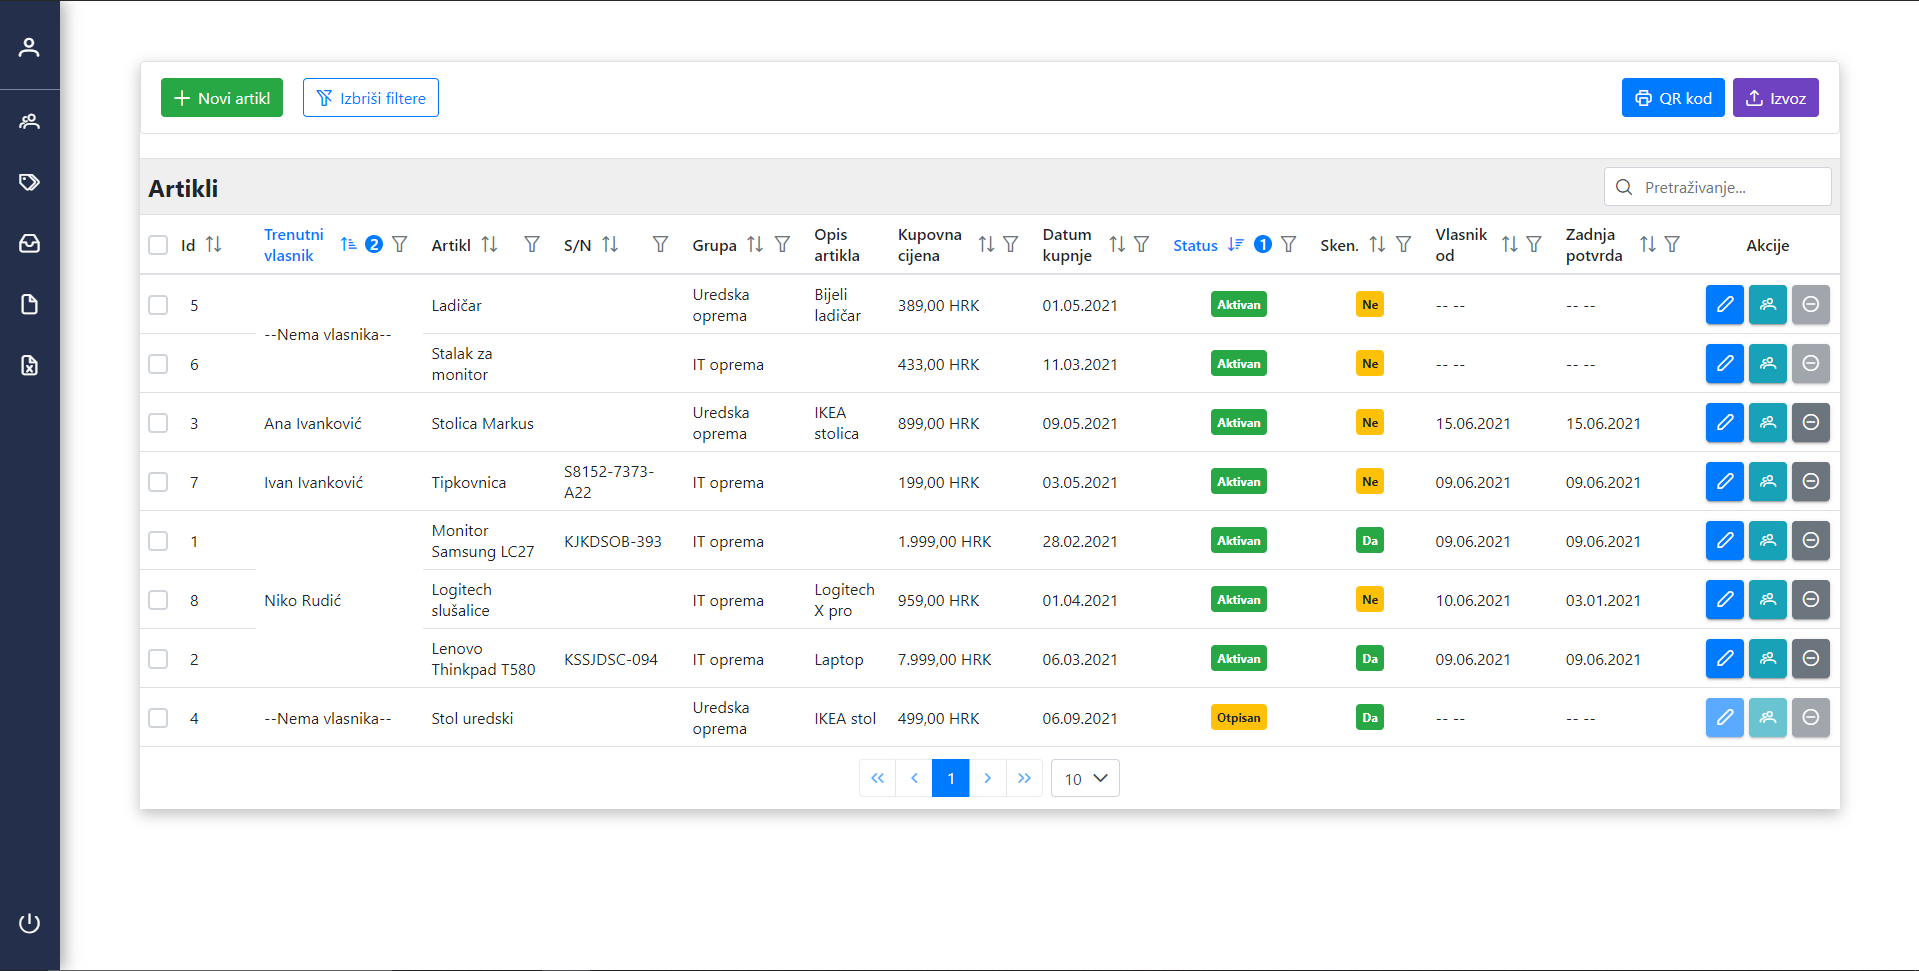 Novi artikl
Izbriši filtere
QR kod
Izvoz
Artikli
Pretraživanje...
Id
Trenutni
vlasnik
2
Artikl
S/N
Grupa
Opis
artikla
Kupovna
cijena
Datum
kupnje
Status
1
Sken.
Vlasnik
od
Zadnja
potvrda
Akcije
5
--Nema vlasnika--
Ladičar
Uredska
oprema
Bijeli
ladičar
389,00 HRK
01.05.2021
Aktivan
Ne
-- --
-- --
6
Stalak za
monitor
IT oprema
433,00 HRK
11.03.2021
Aktivan
Ne
-- --
-- --
3
Ana Ivanković
Stolica Markus
Uredska
oprema
IKEA
stolica
899,00 HRK
09.05.2021
Aktivan
Ne
15.06.2021
15.06.2021
7
Ivan Ivanković
Tipkovnica
S8152-7373-
A22
IT oprema
199,00 HRK
03.05.2021
Aktivan
Ne
09.06.2021
09.06.2021
1
Monitor
Samsung LC27
KJKDSOB-393
IT oprema
1.999,00 HRK
28.02.2021
Aktivan
Da
09.06.2021
09.06.2021
8
Niko Rudić
Logitech
slušalice
IT oprema
Logitech
X pro
959,00 HRK
01.04.2021
Aktivan
Ne
10.06.2021
03.01.2021
2
Lenovo
Thinkpad T580
KSSJDSC-094
IT oprema
Laptop
7.999,00 HRK
06.03.2021
Aktivan
Da
09.06.2021
09.06.2021
4
--Nema vlasnika--
Stol uredski
Uredska
oprema
IKEA stol
499,00 HRK
06.09.2021
Otpisan
Da
-- --
-- --
1
10